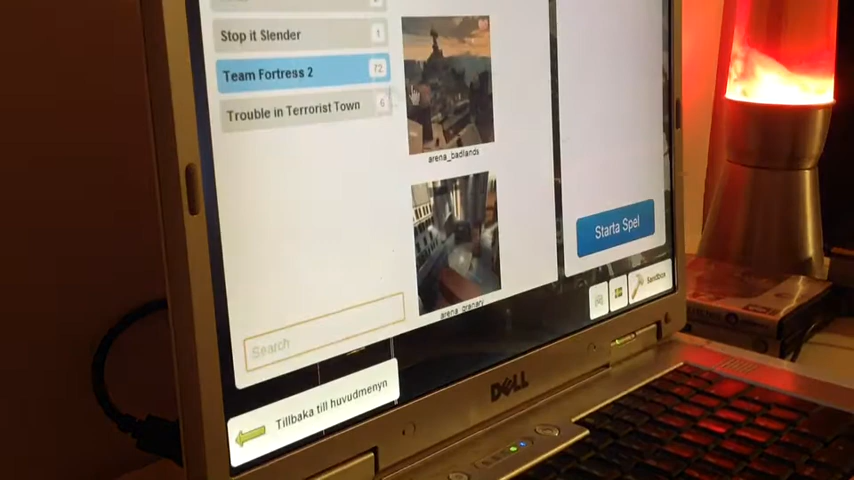 Stop it Slender
1
Team Fortress 2
72
Trouble in Terrorist Town
6
arena_badlands
arena_granary
Starta Spel
Search
Sandbox
Tillbaka till huvudmenyn
DELL